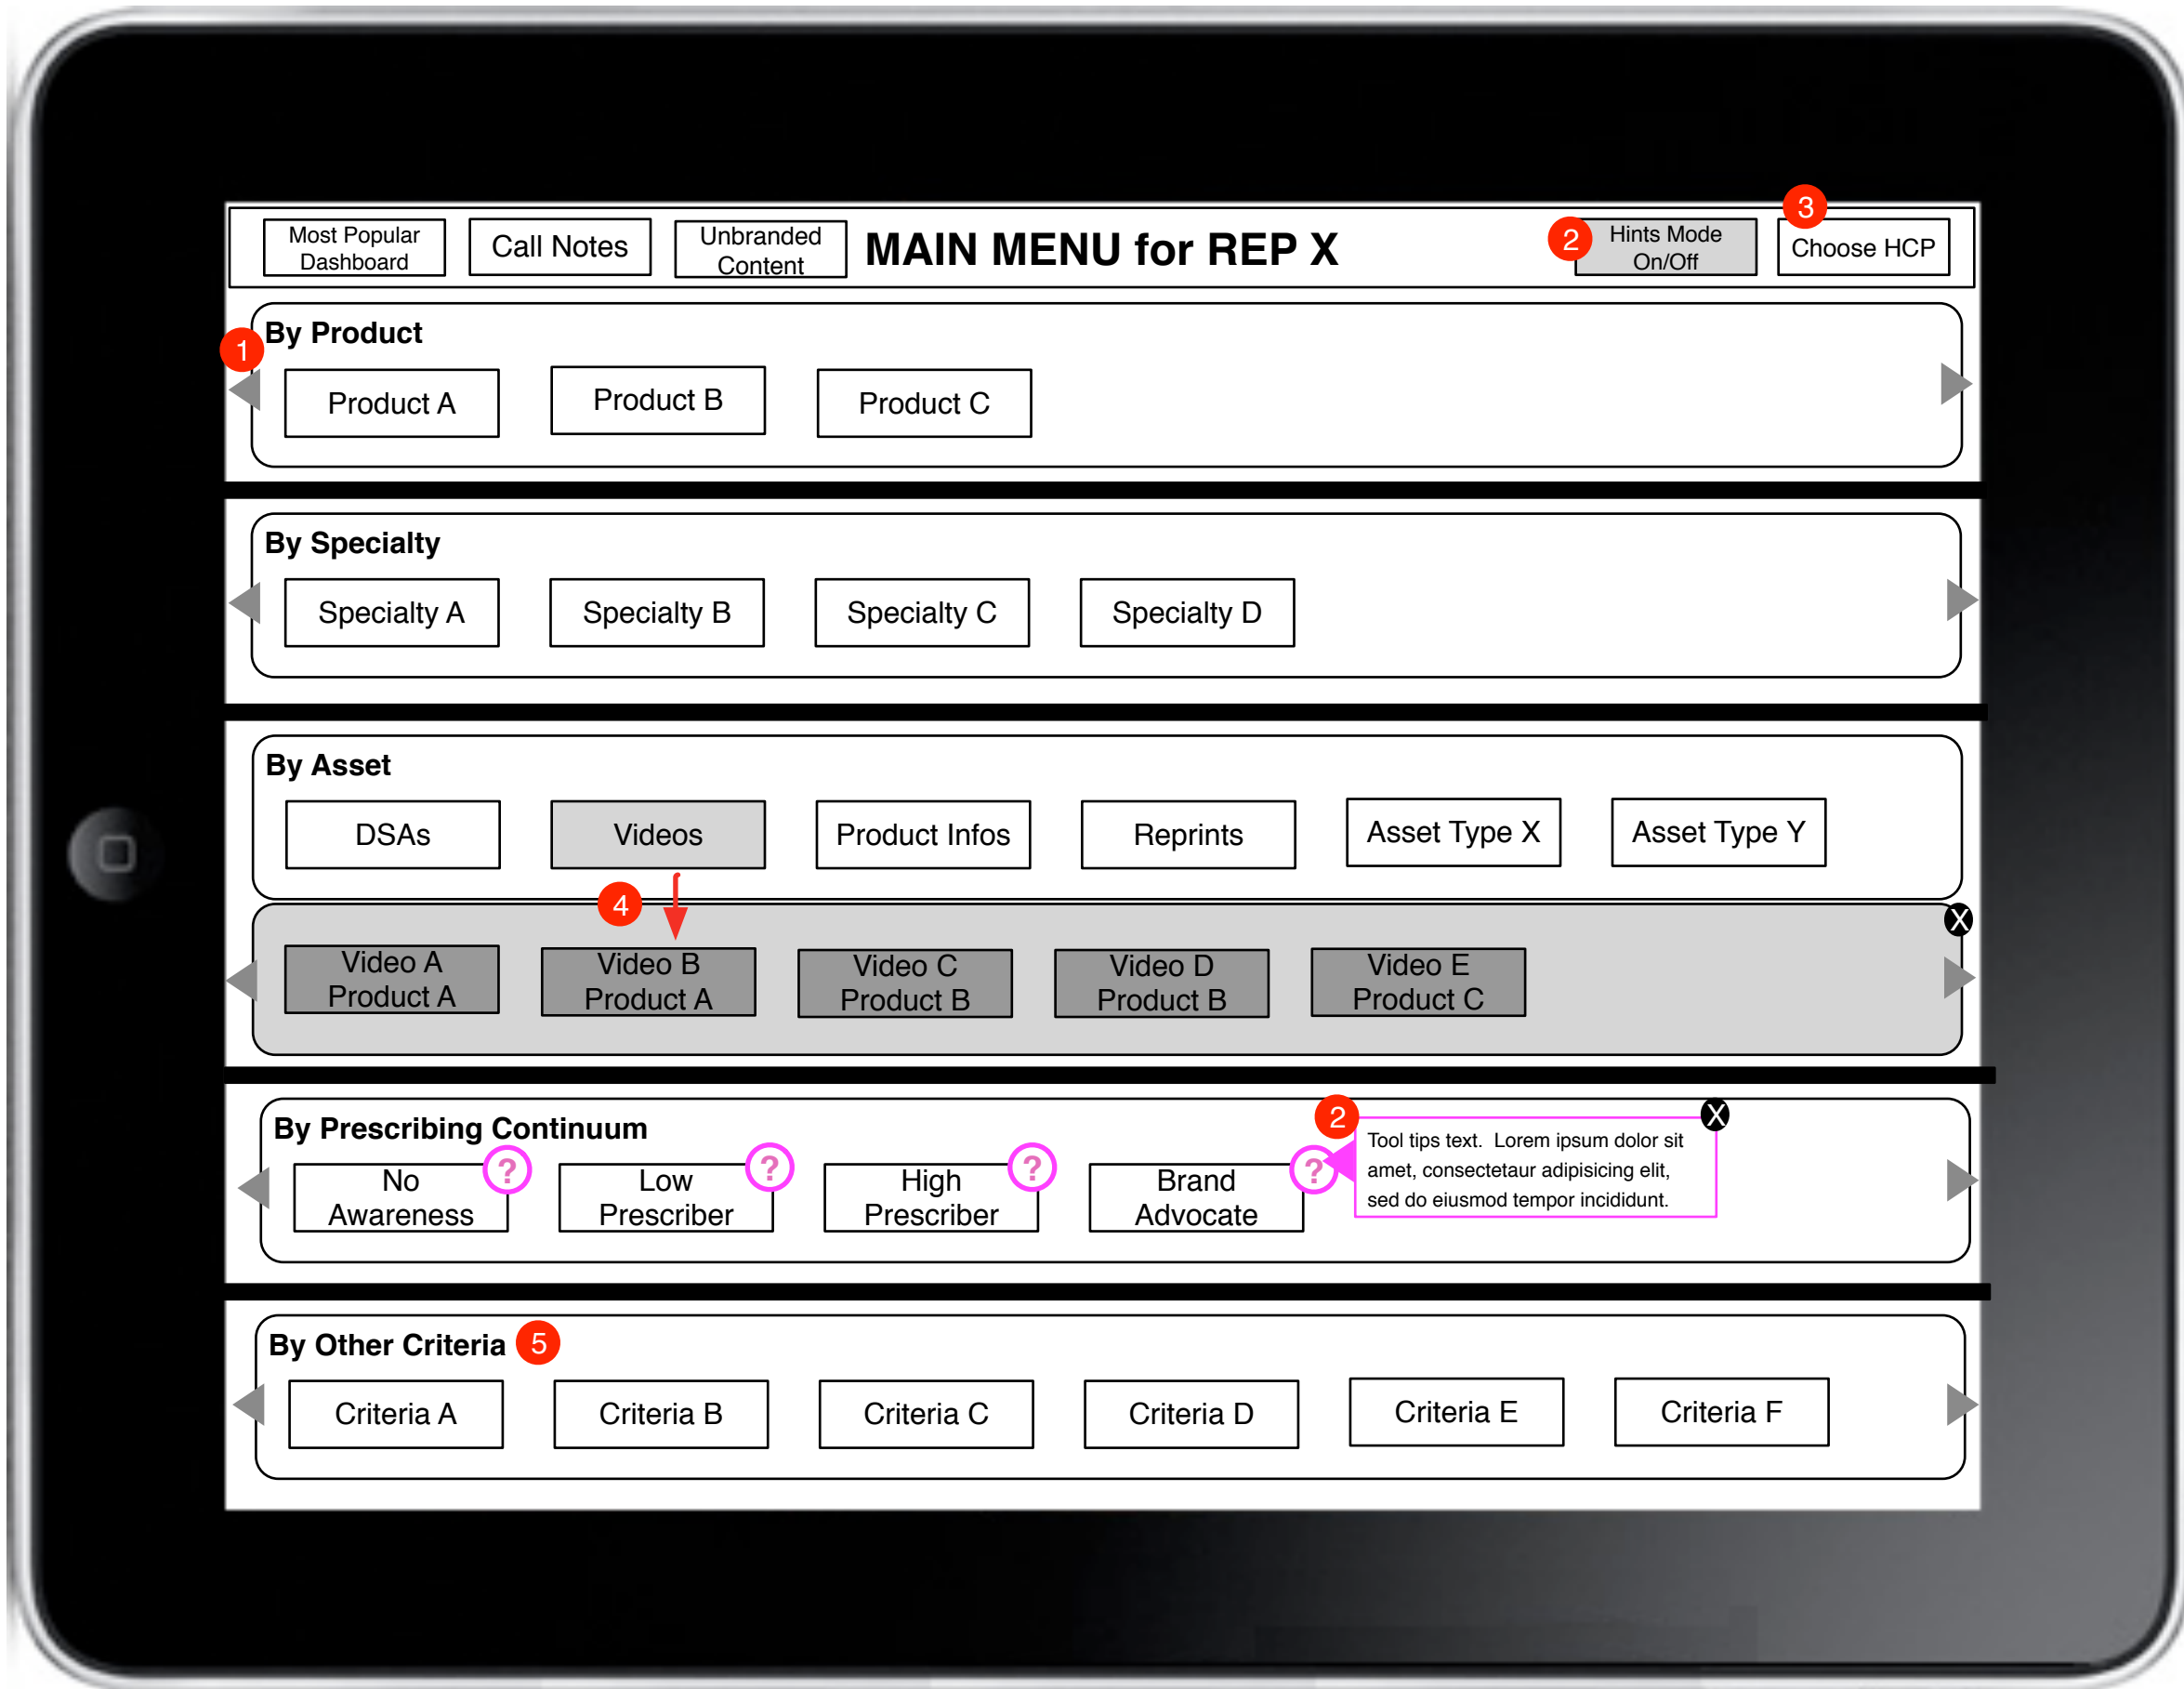 Most Popular
Dashboard
Call Notes
Unbranded
Content
MAIN MENU for REP X
2
Hints Mode
On/Off
3
Choose HCP
By Product
1
Product A
Product B
Product C
By Specialty
Specialty A
Specialty B
Specialty C
Specialty D
By Asset
DSAs
Videos
Product Infos
Reprints
Asset Type X
Asset Type Y
4
X
Video A
Product A
Video B
Product A
Video C
Product B
Video D
Product B
Video E
Product C
By Prescribing Continuum
No
Awareness
?
Low
Prescriber
?
High
Prescriber
?
Brand
Advocate
?
2
X
Tool tips text. Lorem ipsum dolor sit
amet, consectetaur adipisicing elit,
sed do eiusmod tempor incididunt.
By Other Criteria
5
Criteria A
Criteria B
Criteria C
Criteria D
Criteria E
Criteria F